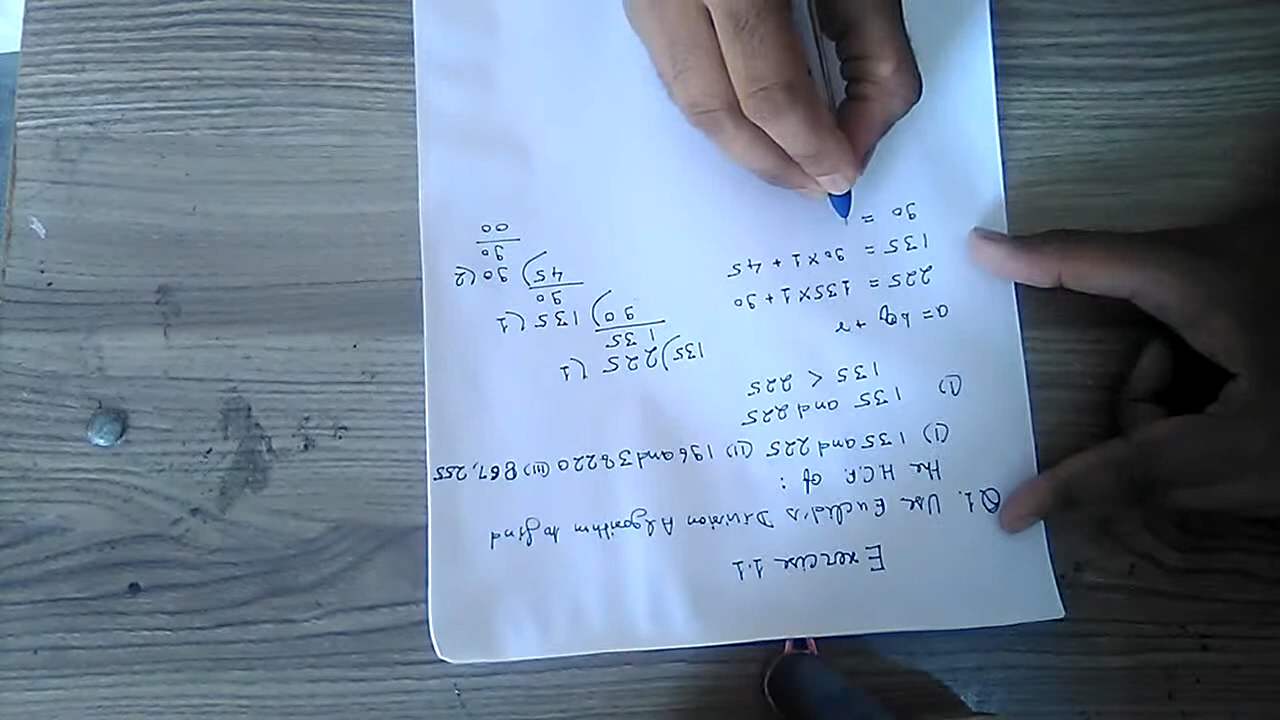 Exercise 1.1
Q1. Use Euclid's Division Algorithm to find
the H.C.F. of :
(I) 135 and 225 (II) 196 and 38220 (III) 867, 255
(I) 135 and 225
135 < 225
a = bq + r
225 = 135×1 + 90
135 = 90×1 + 45
90 =
135) 225 (1
135
90) 135 (1
90
45) 90 (2
90
00